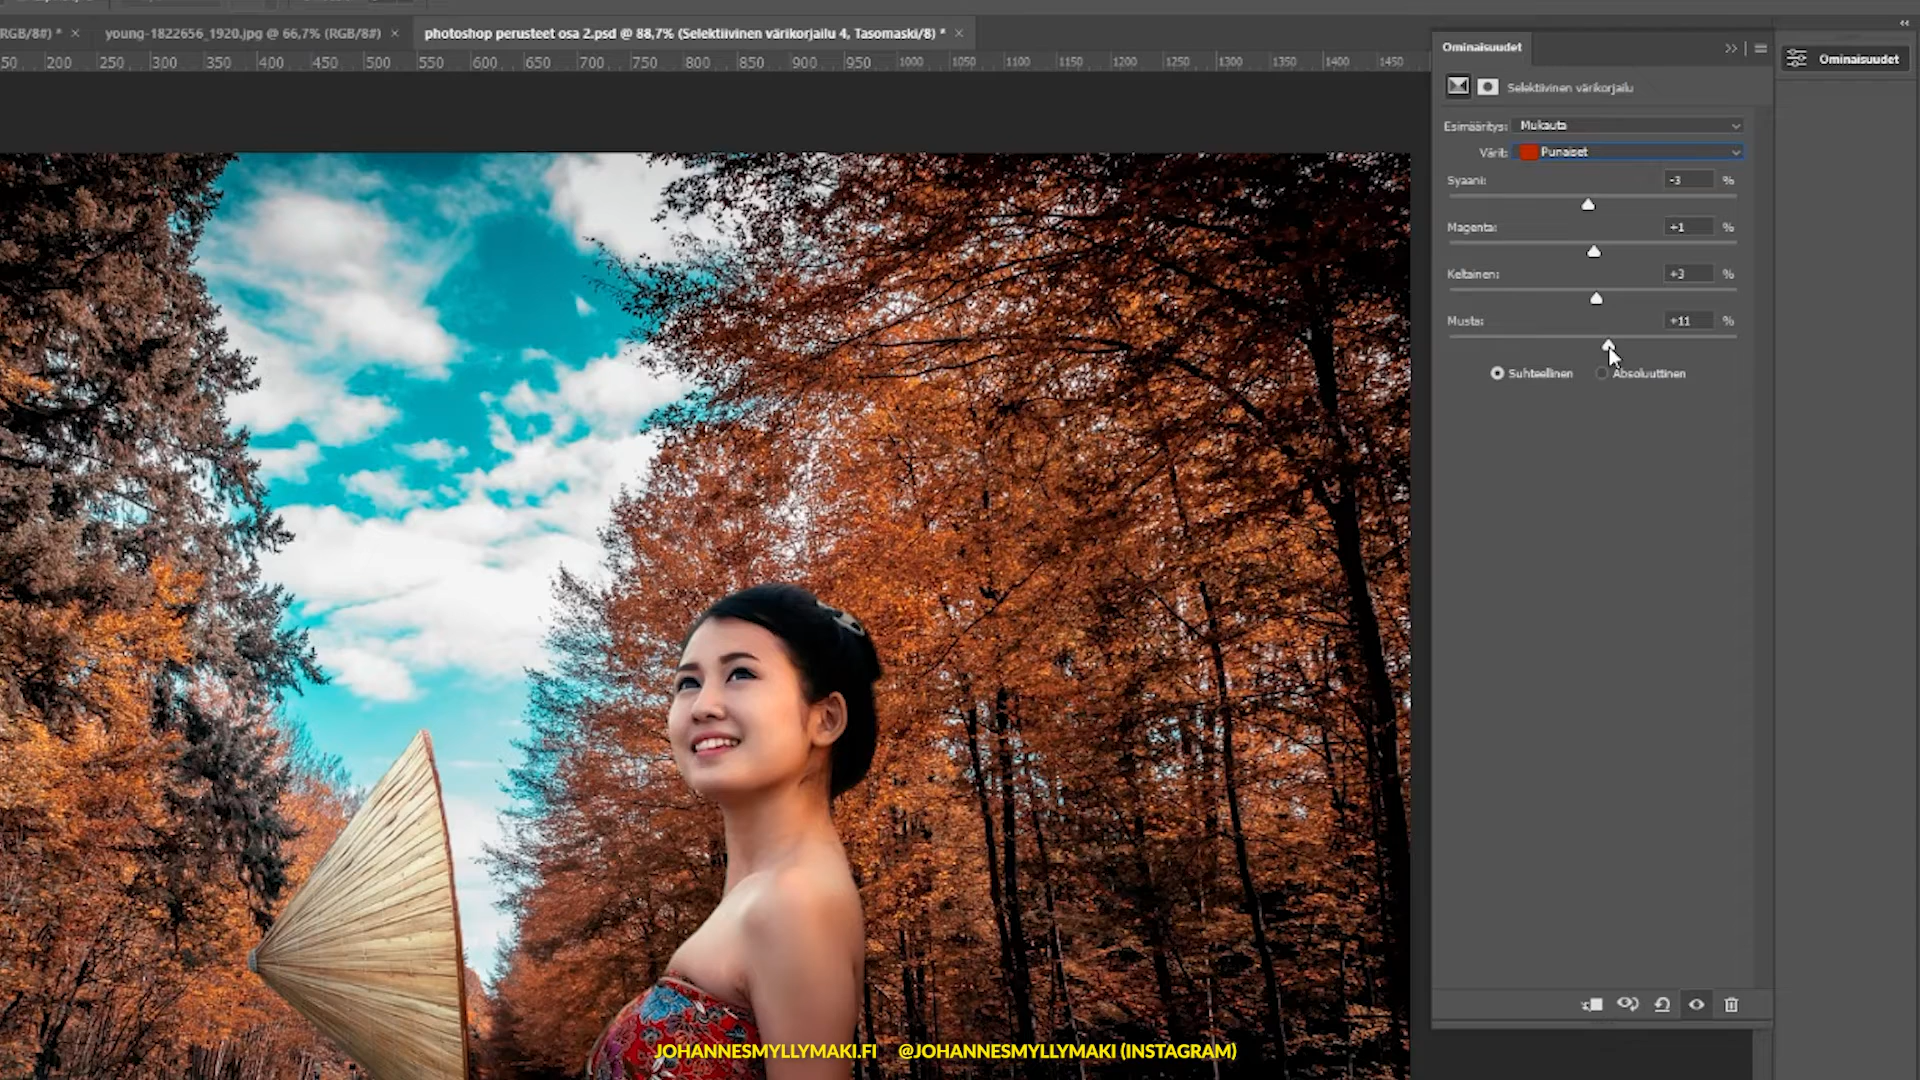 RGB/8#) * × young-1822656_1920.jpg @ 66,7% (RGB/8#) × photoshop perusteet osa 2.psd @ 88,7% (Selektiivinen värikorjailu 4, Tasomaski/8) * ×
50 200 250 300 350 400 450 500 550 600 650 700 750 800 850 900 950 1000 1050 1100 1150 1200 1250 1300 1350 1400 1450
Ominaisuudet
Ominaisuudet
Selektiivinen värikorjailu
Esimääritys: Mukauta
Värit: Punaiset
Syaani: -3 %
Magenta: +1 %
Keltainen: +3 %
Musta: +11 %
Suhteellinen Absoluuttinen
JOHANNESMYLLYMAKI.FI @JOHANNESMYLLYMAKI (INSTAGRAM)